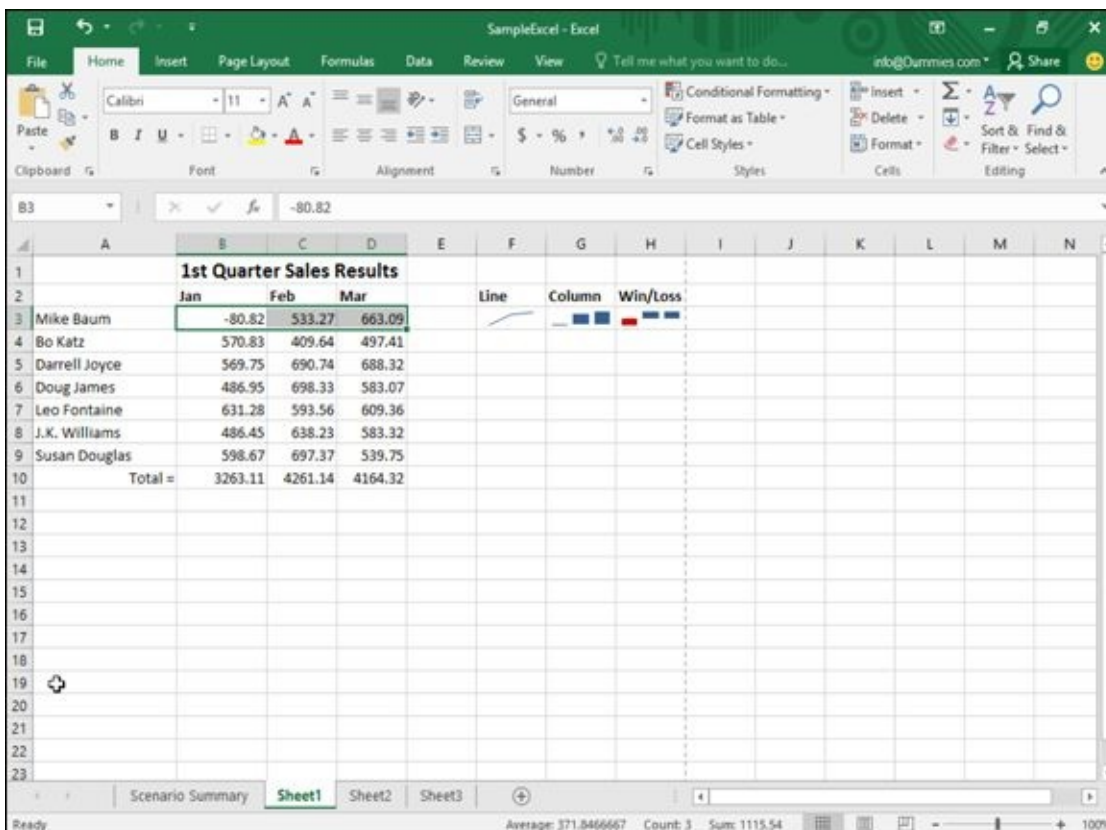 SampleExcel - Excel
File Home Insert Page Layout Formulas Data Review View Tell me what you want to do... info@Dummies.com Share
Paste
Calibri 11 A A
B I U A
General
$ % ,
Conditional Formatting
Format as Table
Cell Styles
Insert
Delete
Format
Σ
Sort & Filter
Find & Select
Clipboard Font Alignment Number Styles Cells Editing
B3 fx -80.82
A B C D E F G H I J K L M N
1 1st Quarter Sales Results
2 Jan Feb Mar Line Column Win/Loss
3 Mike Baum -80.82 533.27 663.09
4 Bo Katz 570.83 409.64 497.41
5 Darrell Joyce 569.75 690.74 688.32
6 Doug James 486.95 698.33 583.07
7 Leo Fontaine 631.28 593.56 609.36
8 J.K. Williams 486.45 638.23 583.32
9 Susan Douglas 598.67 697.37 539.75
10 Total = 3263.11 4261.14 4164.32
11
12
13
14
15
16
17
18
19
20
21
22
23
Scenario Summary Sheet1 Sheet2 Sheet3
Ready Average: 371.8466667 Count: 3 Sum: 1115.54 100%